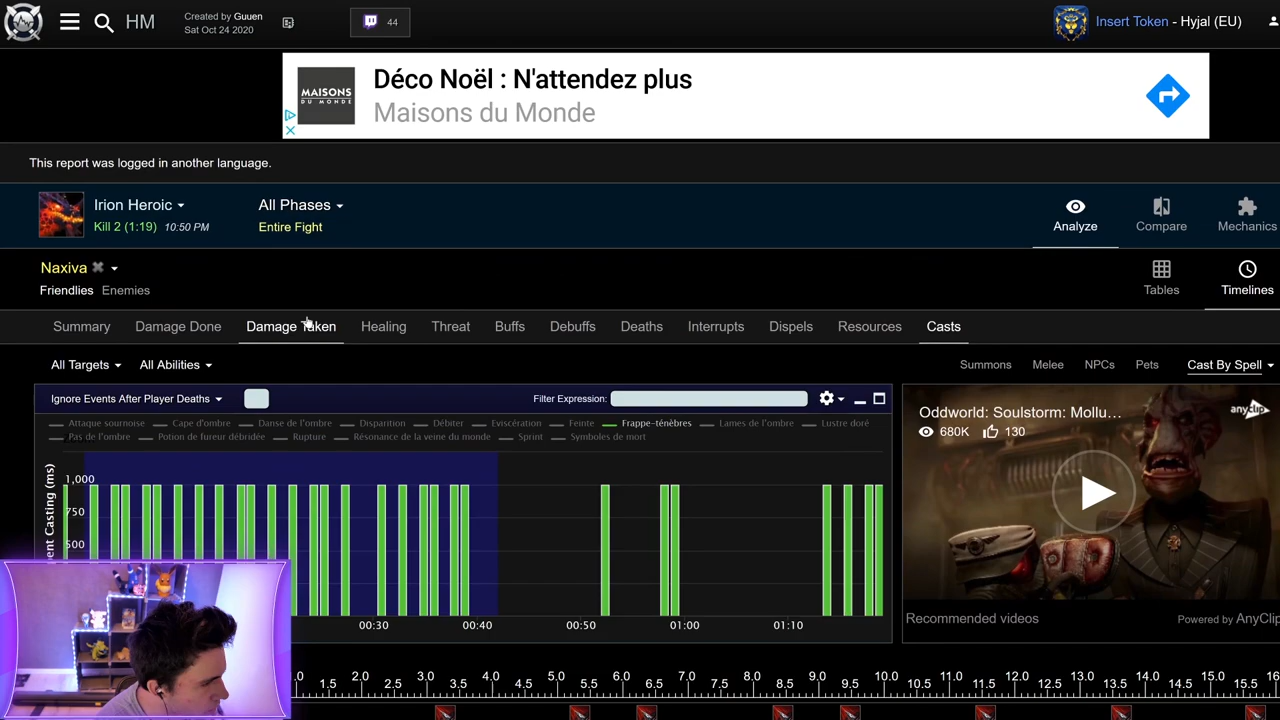 HM
Created by Guuen
Sat Oct 24 2020
44
Insert Token - Hyjal (EU)
Déco Noël : N'attendez plus
Maisons du Monde
MAISONS
DU MONDE
This report was logged in another language.
Irion Heroic
Kill 2 (1:19) 10:50 PM
All Phases
Entire Fight
Analyze
Compare
Mechanics
Naxiva
Friendlies Enemies
Tables
Timelines
Summary Damage Done Damage Taken Healing Threat Buffs Debuffs Deaths Interrupts Dispels Resources Casts
All Targets All Abilities
Summons Melee NPCs Pets Cast By Spell
Ignore Events After Player Deaths
Filter Expression:
Attaque sournoise Cape d'ombre Danse de l'ombre Disparition Débiter Eviscération Feinte Frappe-ténèbres Lames de l'ombre Lustre doré
Pas de l'ombre Potion de fureur débridée Rupture Résonance de la veine du monde Sprint Symboles de mort
1,000
750
500
ent Casting (ms)
00:30 00:40 00:50 01:00 01:10
Oddworld: Soulstorm: Mollu...
680K 130
anyclip
Recommended videos
Powered by AnyClip
.0 2.0 3.0 4.0 5.0 6.0 7.0 8.0 9.0 10.0 11.0 12.0 13.0 14.0 15.0 16
1.5 2.5 3.5 4.5 5.5 6.5 7.5 8.5 9.5 10.5 11.5 12.5 13.5 14.5 15.5